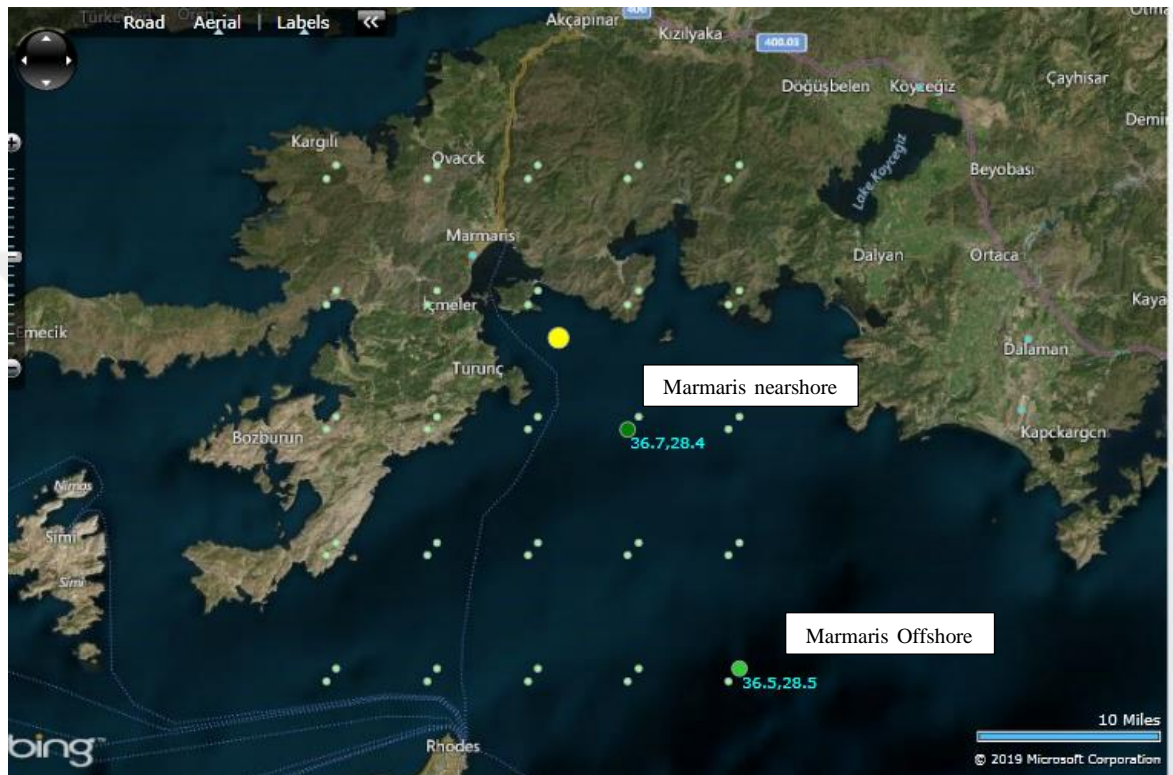 Road Aerial | Labels «
Akçapınar
400
Kızılyaka
400.03
Döğüşbelen
Köyceğiz
Çayhisar
Kargılı
Ovacck
Lake Koycegiz
Beyobası
Marmaris
Dalyan
Ortaca
İçmeler
Kaya
Emecik
Turunç
Dalaman
Marmaris nearshore
36.7,28.4
Bozburun
Kapckargcn
Nimos
Simi
Simi
Marmaris Offshore
36.5,28.5
10 Miles
bing
Rhodes
© 2019 Microsoft Corporation